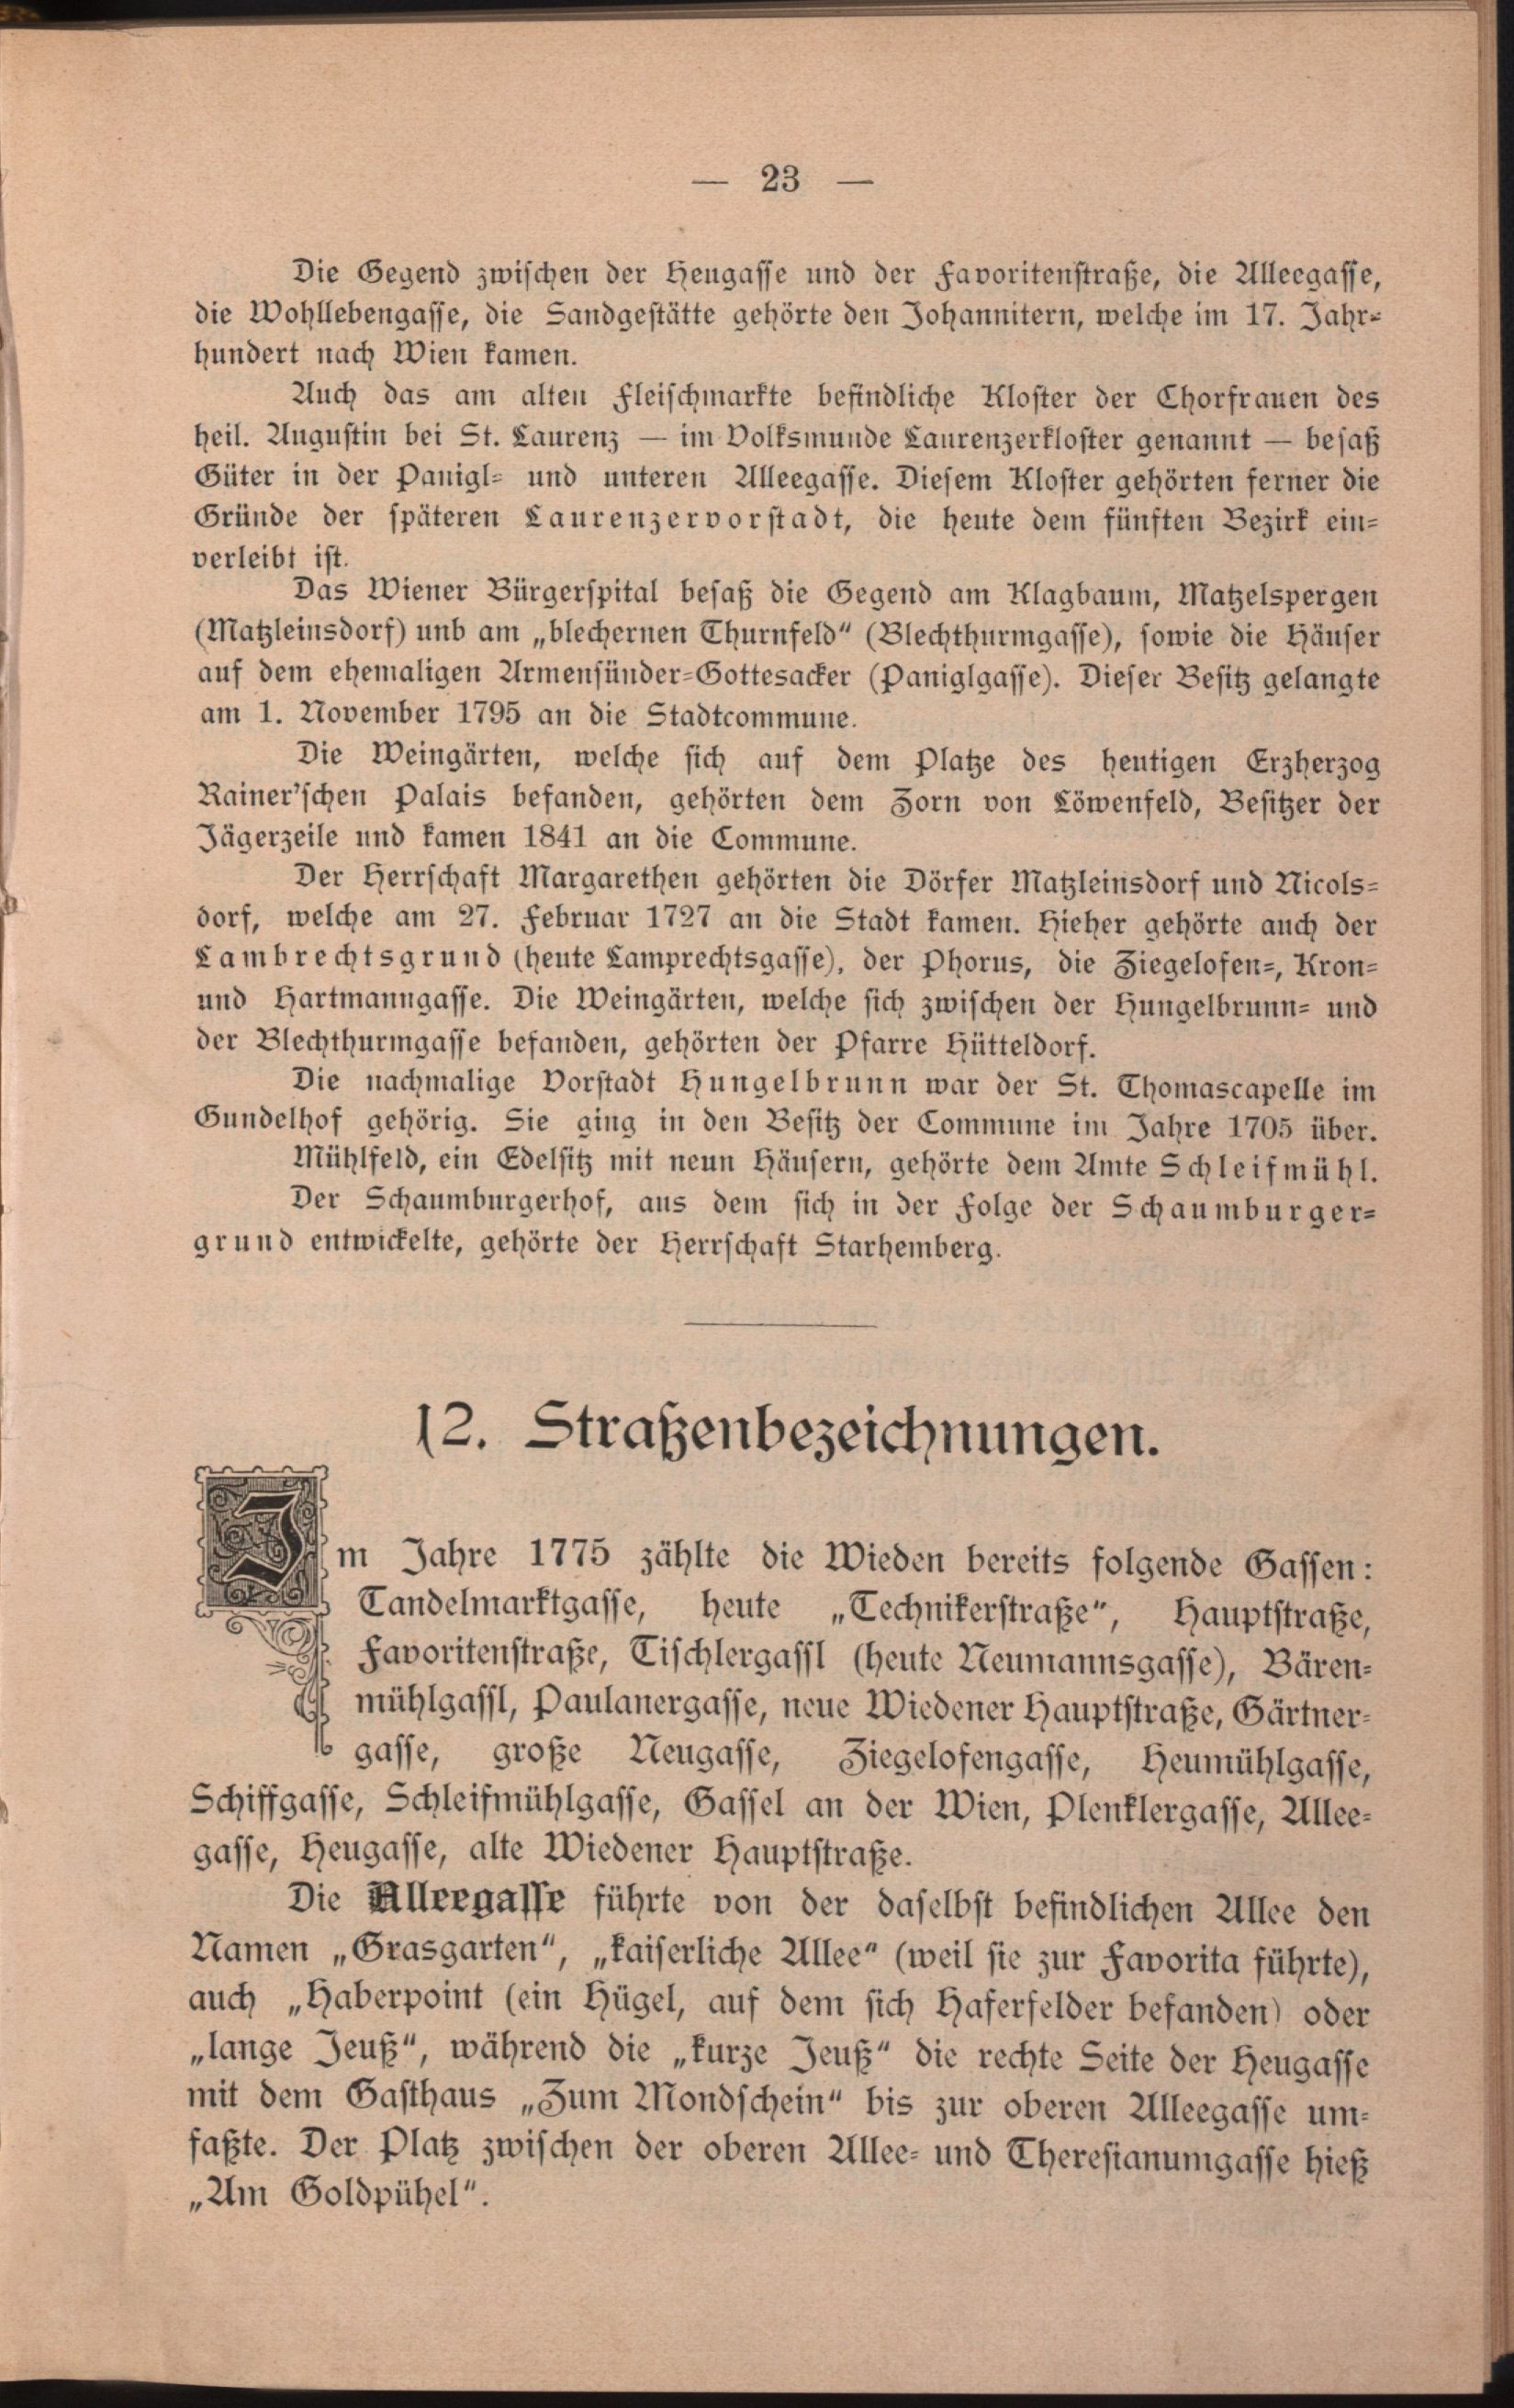 — 23 —
Die Gegend zwischen der Heugasse und der Favoritenstraße, die Alleegasse,
die Wohllebengasse, die Sandgestätte gehörte den Johannitern, welche im 17. Jahr-
hundert nach Wien kamen.
Auch das am alten Fleischmarkte befindliche Kloster der Chorfrauen des
heil. Augustin bei St. Laurenz — im Volksmunde Laurenzerkloster genannt — besaß
Güter in der Panigl- und unteren Alleegasse. Diesem Kloster gehörten ferner die
Gründe der späteren Laurenzervorstadt, die heute dem fünften Bezirk ein-
verleibt ist.
Das Wiener Bürgerspital besaß die Gegend am Klagbaum, Matzelspergen
(Matzleinsdorf) unb am „blechernen Thurnfeld“ (Blechthurmgasse), sowie die Häuser
auf dem ehemaligen Armensünder-Gottesacker (Paniglgasse). Dieser Besitz gelangte
am 1. November 1795 an die Stadtcommune.
Die Weingärten, welche sich auf dem Platze des heutigen Erzherzog
Rainer'schen Palais befanden, gehörten dem Zorn von Löwenfeld, Besitzer der
Jägerzeile und kamen 1841 an die Commune.
Der Herrschaft Margarethen gehörten die Dörfer Matzleinsdorf und Nicols-
dorf, welche am 27. Februar 1727 an die Stadt kamen. Hieher gehörte auch der
Lambrechtsgrund (heute Lamprechtsgasse), der Phorus, die Ziegelofen-, Kron-
und Hartmanngasse. Die Weingärten, welche sich zwischen der Hungelbrunn- und
der Blechthurmgasse befanden, gehörten der Pfarre Hütteldorf.
Die nachmalige Vorstadt Hungelbrunn war der St. Thomascapelle im
Gundelhof gehörig. Sie ging in den Besitz der Commune im Jahre 1705 über.
Mühlfeld, ein Edelsitz mit neun Häusern, gehörte dem Amte Schleifmühl.
Der Schaumburgerhof, aus dem sich in der Folge der Schaumburger-
grund entwickelte, gehörte der Herrschaft Starhemberg.
12. Straßenbezeichnungen.
Im Jahre 1775 zählte die Wieden bereits folgende Gassen:
Tandelmarktgasse, heute „Technikerstraße“, Hauptstraße,
Favoritenstraße, Tischlergassl (heute Neumannsgasse), Bären-
mühlgassl, Paulanergasse, neue Wiedener Hauptstraße, Gärtner-
gasse, große Neugasse, Ziegelofengasse, Heumühlgasse,
Schiffgasse, Schleifmühlgasse, Gassel an der Wien, Plenklergasse, Allee-
gasse, Heugasse, alte Wiedener Hauptstraße.
Die Alleegasse führte von der daselbst befindlichen Allee den
Namen „Grasgarten“, „kaiserliche Allee“ (weil sie zur Favorita führte),
auch „Haberpoint (ein Hügel, auf dem sich Haferfelder befanden) oder
„lange Jeuß“, während die „kurze Jeuß“ die rechte Seite der Heugasse
mit dem Gasthaus „Zum Mondschein“ bis zur oberen Alleegasse um-
faßte. Der Platz zwischen der oberen Allee- und Theresianumgasse hieß
„Am Goldpühel“.